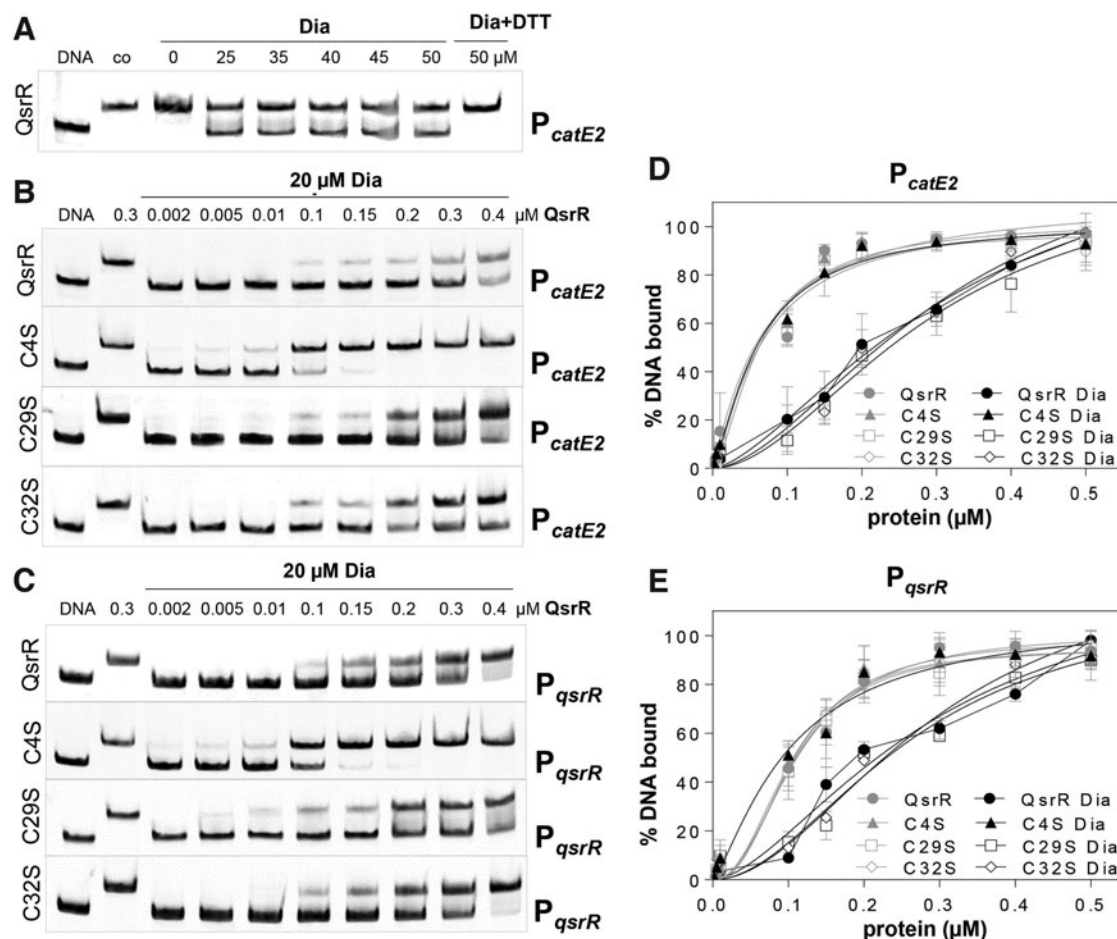 A
Dia
Dia+DTT
DNA co 0 25 35 40 45 50 50 µM
QsrR
PcatE2
B
20 µM Dia
DNA 0.3 0.002 0.005 0.01 0.1 0.15 0.2 0.3 0.4 µM QsrR
QsrR
PcatE2
C4S
PcatE2
C29S
PcatE2
C32S
PcatE2
C
20 µM Dia
DNA 0.3 0.002 0.005 0.01 0.1 0.15 0.2 0.3 0.4 µM QsrR
QsrR
PqsrR
C4S
PqsrR
C29S
PqsrR
C32S
PqsrR
D
PcatE2
% DNA bound
100
80
60
40
20
0
QsrR QsrR Dia
C4S C4S Dia
C29S C29S Dia
C32S C32S Dia
0.0 0.1 0.2 0.3 0.4 0.5
protein (µM)
E
PqsrR
% DNA bound
100
80
60
40
20
0
QsrR QsrR Dia
C4S C4S Dia
C29S C29S Dia
C32S C32S Dia
0.0 0.1 0.2 0.3 0.4 0.5
protein (µM)